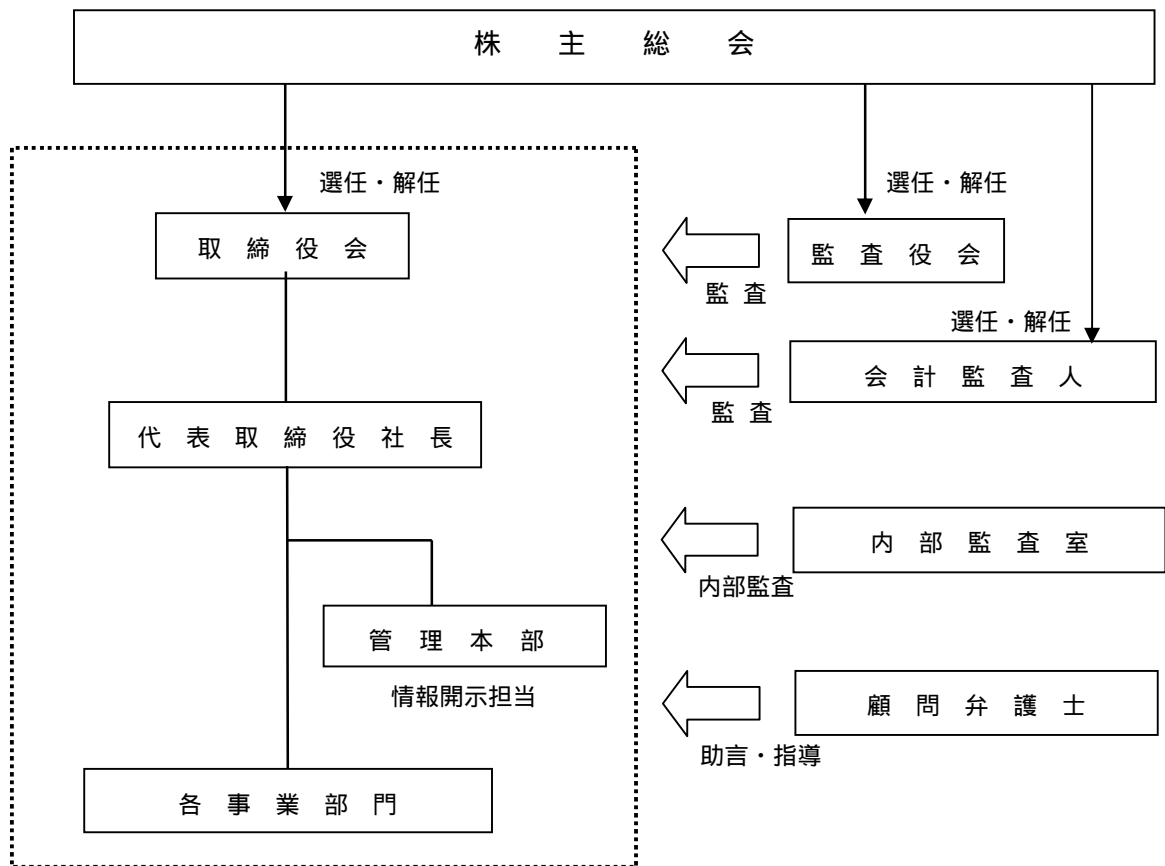 株主総会
選任・解任
選任・解任
取締役会
監査役会
監査
選任・解任
会計監査人
監査
代表取締役社長
内部監査室
内部監査
管理本部
情報開示担当
顧問弁護士
助言・指導
各事業部門